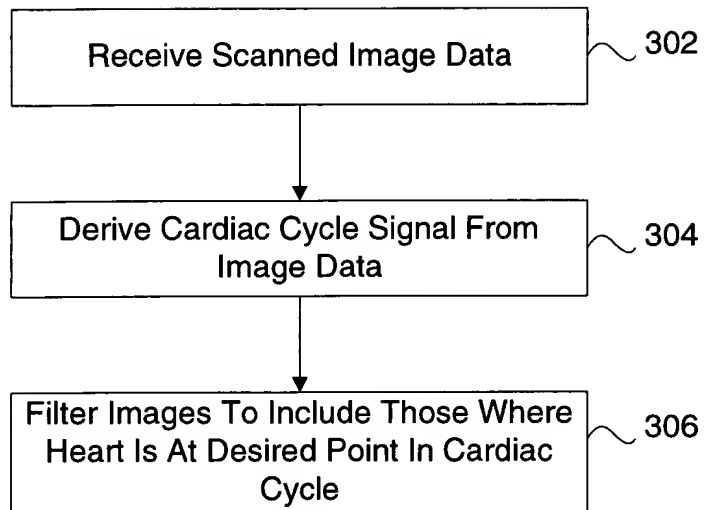 Receive Scanned Image Data
302
Derive Cardiac Cycle Signal From
Image Data
304
Filter Images To Include Those Where
Heart Is At Desired Point In Cardiac
Cycle
306